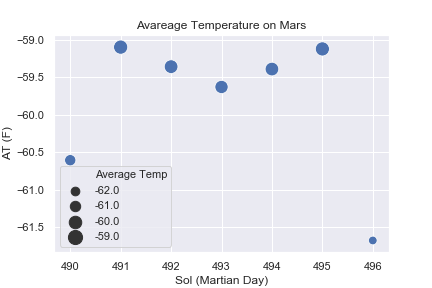 Avareage Temperature on Mars
−59.0
−59.5
−60.0
−60.5
−61.0
−61.5
AT (F)
Average Temp
-62.0
-61.0
-60.0
-59.0
490 491 492 493 494 495 496
Sol (Martian Day)